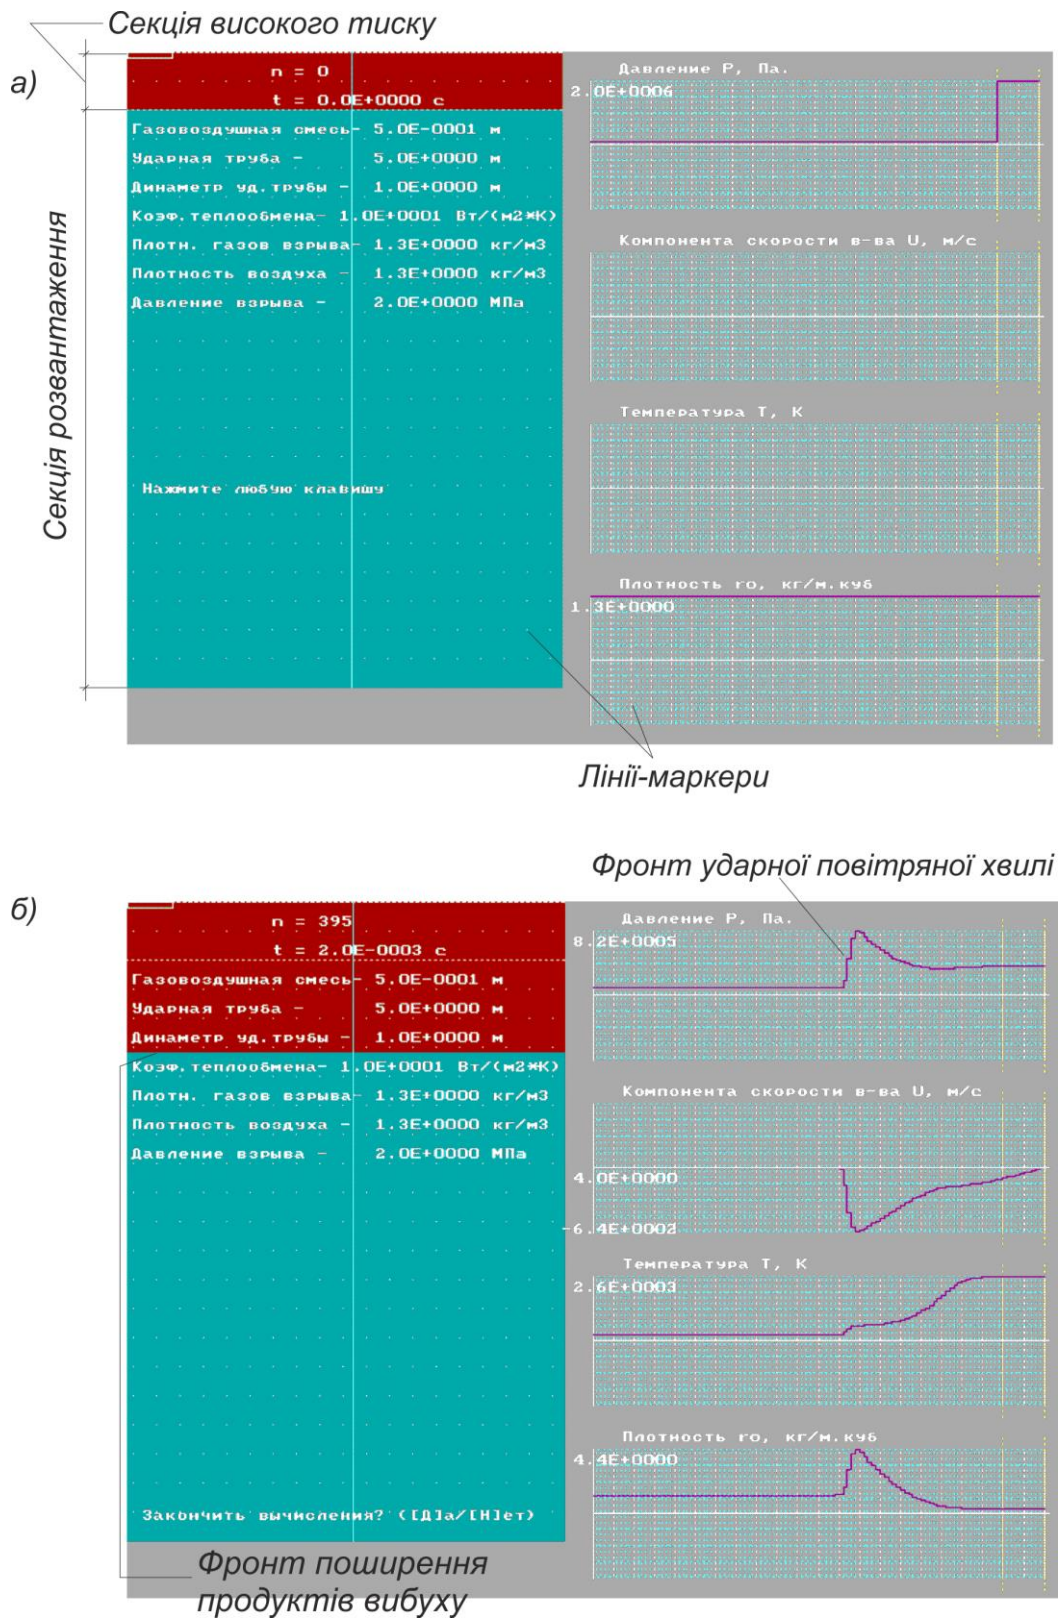 Секція високого тиску
а)
n = 0
t = 0.0E+0000 с
Газовоздушная смесь- 5.0E-0001 м
Ударная труба - 5.0E+0000 м
Динаметр уд.трубы - 1.0E+0000 м
Коэф.теплообмена- 1.0E+0001 Вт/(м2*К)
Плотн. газов взрыва- 1.3E+0000 кг/м3
Плотность воздуха - 1.3E+0000 кг/м3
Давление взрыва - 2.0E+0000 МПа
Нажмите любую клавишу
Секція розвантаження
Давление P, Па.
2.0E+0006
Компонента скорости в-ва U, м/с
Температура T, К
Плотность ro, кг/м.куб
1.3E+0000
Лінії-маркери
Фронт ударної повітряної хвилі
б)
n = 395
t = 2.0E-0003 с
Газовоздушная смесь- 5.0E-0001 м
Ударная труба - 5.0E+0000 м
Динаметр уд.трубы - 1.0E+0000 м
Коэф.теплообмена- 1.0E+0001 Вт/(м2*К)
Плотн. газов взрыва- 1.3E+0000 кг/м3
Плотность воздуха - 1.3E+0000 кг/м3
Давление взрыва - 2.0E+0000 МПа
Закончить вычисления? ([Д]а/[Н]ет)
Давление P, Па.
8.2E+0005
Компонента скорости в-ва U, м/с
4.0E+0000
-6.4E+0002
Температура T, К
2.6E+0003
Плотность ro, кг/м.куб
4.4E+0000
Фронт поширення
продуктів вибуху